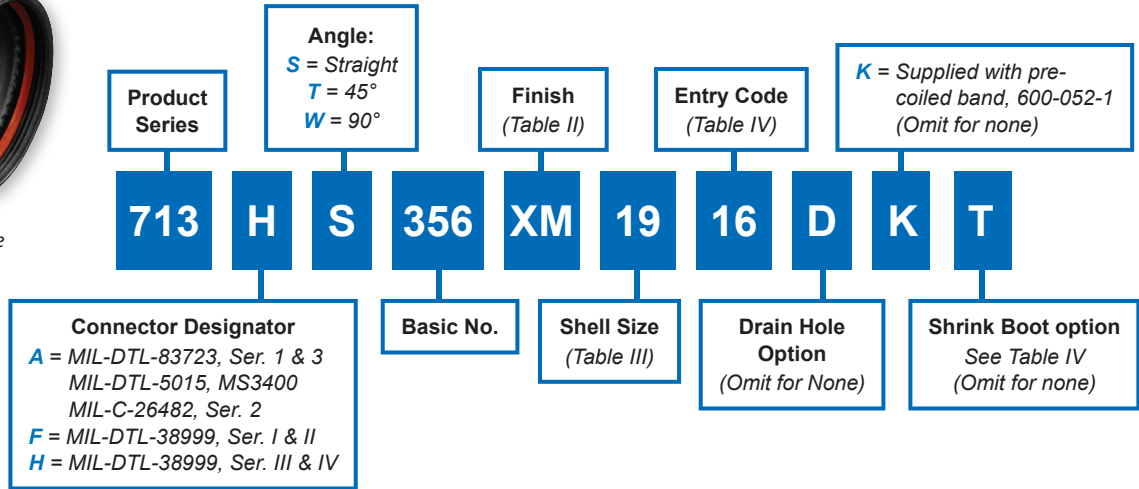 Product
Series
Angle:
S = Straight
T = 45°
W = 90°
Finish
(Table II)
Entry Code
(Table IV)
K = Supplied with pre-
coiled band, 600-052-1
(Omit for none)
713 H S 356 XM 19 16 D K T
e
Connector Designator
A = MIL-DTL-83723, Ser. 1 & 3
MIL-DTL-5015, MS3400
MIL-C-26482, Ser. 2
F = MIL-DTL-38999, Ser. I & II
H = MIL-DTL-38999, Ser. III & IV
Basic No.
Shell Size
(Table III)
Drain Hole
Option
(Omit for None)
Shrink Boot option
See Table IV
(Omit for none)